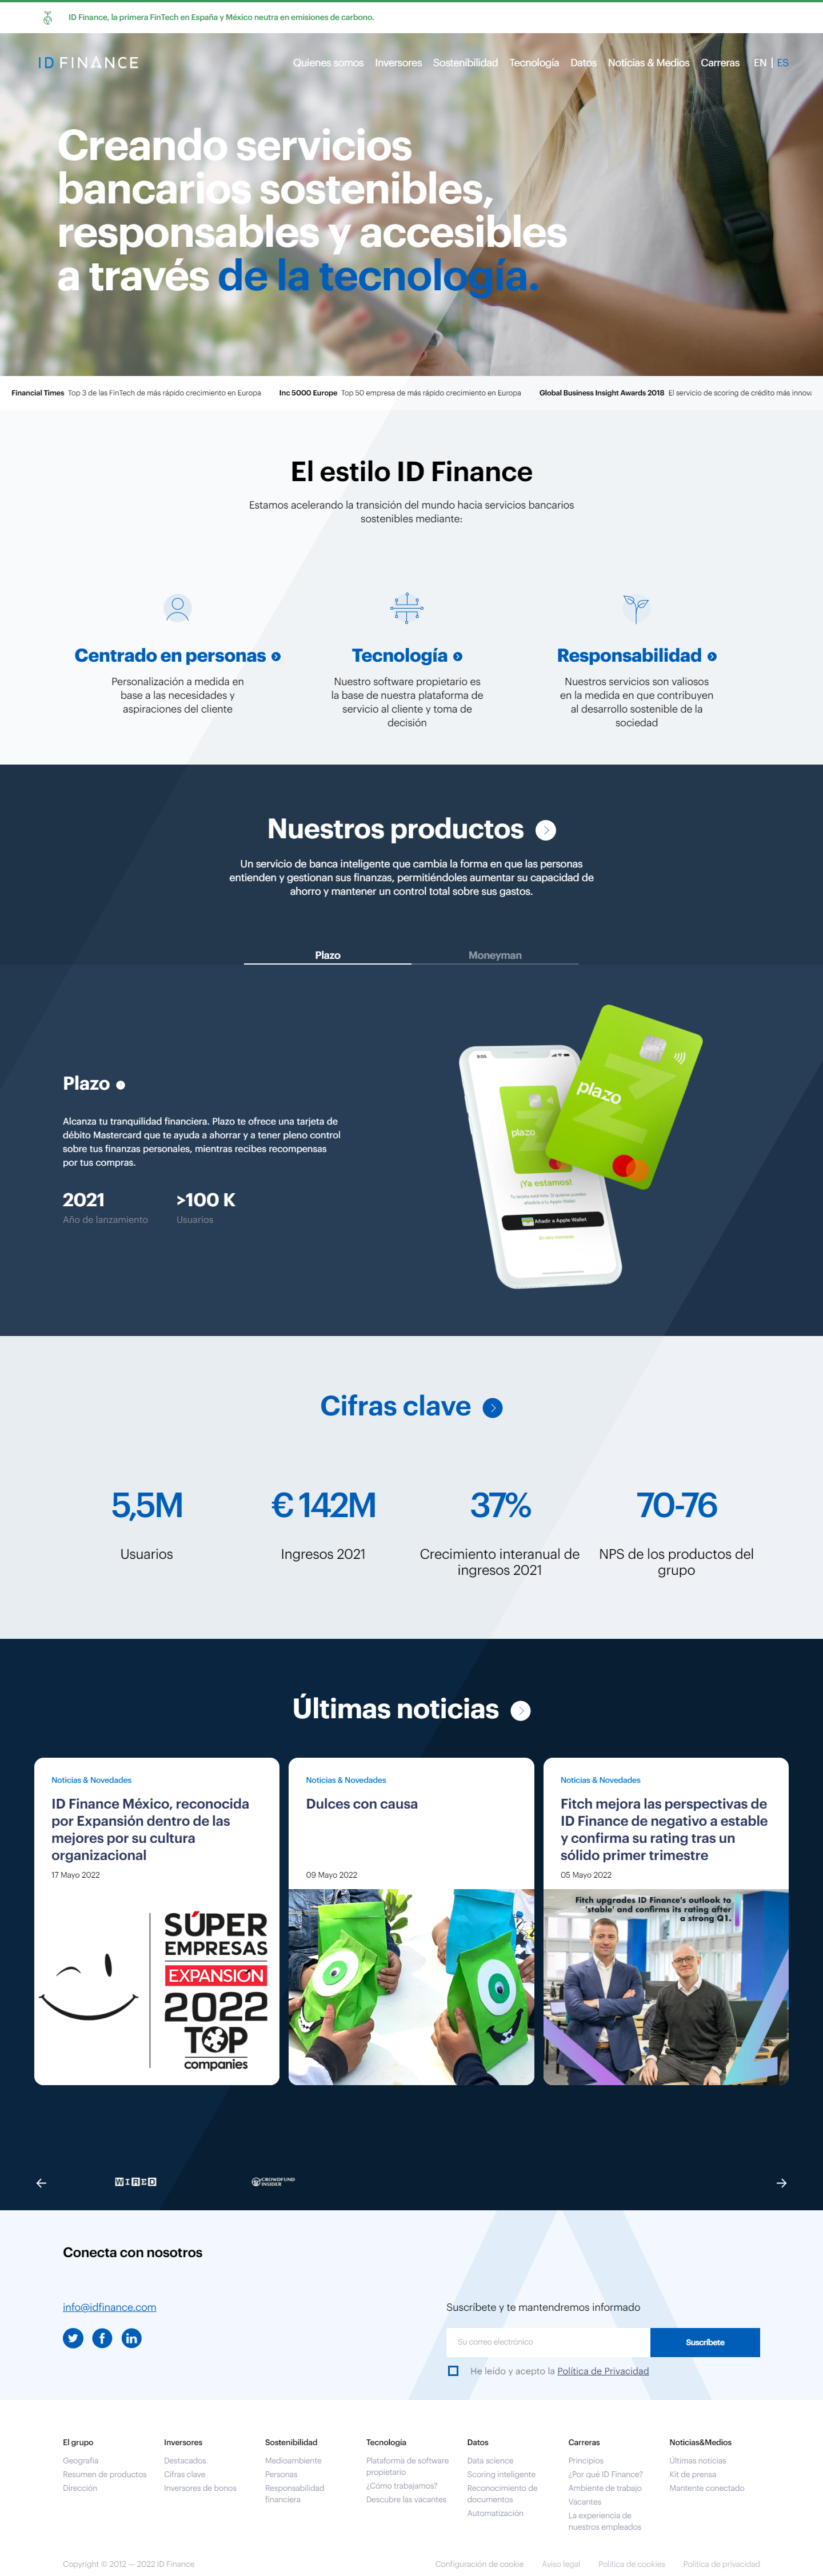 ID Finance, la primera FinTech en España y México neutra en emisiones de carbono.
ID FINANCE
Quienes somos Inversores Sostenibilidad Tecnología Datos Noticias & Medios Carreras EN | ES
Creando servicios
bancarios sostenibles,
responsables y accesibles
a través de la tecnología.
Financial Times Top 3 de las FinTech de más rápido crecimiento en Europa Inc 5000 Europe Top 50 empresa de más rápido crecimiento en Europa Global Business Insight Awards 2018 El servicio de scoring de crédito más innova
El estilo ID Finance
Estamos acelerando la transición del mundo hacia servicios bancarios
sostenibles mediante:
Centrado en personas
Personalización a medida en
base a las necesidades y
aspiraciones del cliente
Tecnología
Nuestro software propietario es
la base de nuestra plataforma de
servicio al cliente y toma de
decisión
Responsabilidad
Nuestros servicios son valiosos
en la medida en que contribuyen
al desarrollo sostenible de la
sociedad
Nuestros productos
Un servicio de banca inteligente que cambia la forma en que las personas
entienden y gestionan sus finanzas, permitiéndoles aumentar su capacidad de
ahorro y mantener un control total sobre sus gastos.
Plazo Moneyman
Plazo
Alcanza tu tranquilidad financiera. Plazo te ofrece una tarjeta de
débito Mastercard que te ayuda a ahorrar y a tener pleno control
sobre tus finanzas personales, mientras recibes recompensas
por tus compras.
2021
Año de lanzamiento
>100 K
Usuarios
9:05
plazo
plazo
¡Ya estamos!
Tu tarjeta está lista. Si quieres puedes
añadirla a tu Apple Wallet
Añadir a Apple Wallet
En otro momento
Cifras clave
5,5M
Usuarios
€ 142M
Ingresos 2021
37%
Crecimiento interanual de
ingresos 2021
70-76
NPS de los productos del
grupo
Últimas noticias
Noticias & Novedades
ID Finance México, reconocida
por Expansión dentro de las
mejores por su cultura
organizacional
17 Mayo 2022
SÚPER
EMPRESAS
EXPANSIÓN
2022
TOP
companies
Noticias & Novedades
Dulces con causa
09 Mayo 2022
Noticias & Novedades
Fitch mejora las perspectivas de
ID Finance de negativo a estable
y confirma su rating tras un
sólido primer trimestre
05 Mayo 2022
Fitch upgrades ID Finance's outlook to
'stable' and confirms its rating after
a strong Q1.
WIRED
CROWDFUND
INSIDER
Conecta con nosotros
info@idfinance.com
Suscríbete y te mantendremos informado
Su correo electrónico
Suscríbete
He leído y acepto la Política de Privacidad
El grupo
Geografía
Resumen de productos
Dirección
Inversores
Destacados
Cifras clave
Inversores de bonos
Sostenibilidad
Medioambiente
Personas
Responsabilidad
financiera
Tecnología
Plataforma de software
propietario
¿Cómo trabajamos?
Descubre las vacantes
Datos
Data science
Scoring inteligente
Reconocimiento de
documentos
Automatización
Carreras
Principios
¿Por qué ID Finance?
Ambiente de trabajo
Vacantes
La experiencia de
nuestros empleados
Noticias&Medios
Últimas noticias
Kit de prensa
Mantente conectado
Copyright © 2012 — 2022 ID Finance
Configuración de cookie Aviso legal Política de cookies Política de privacidad